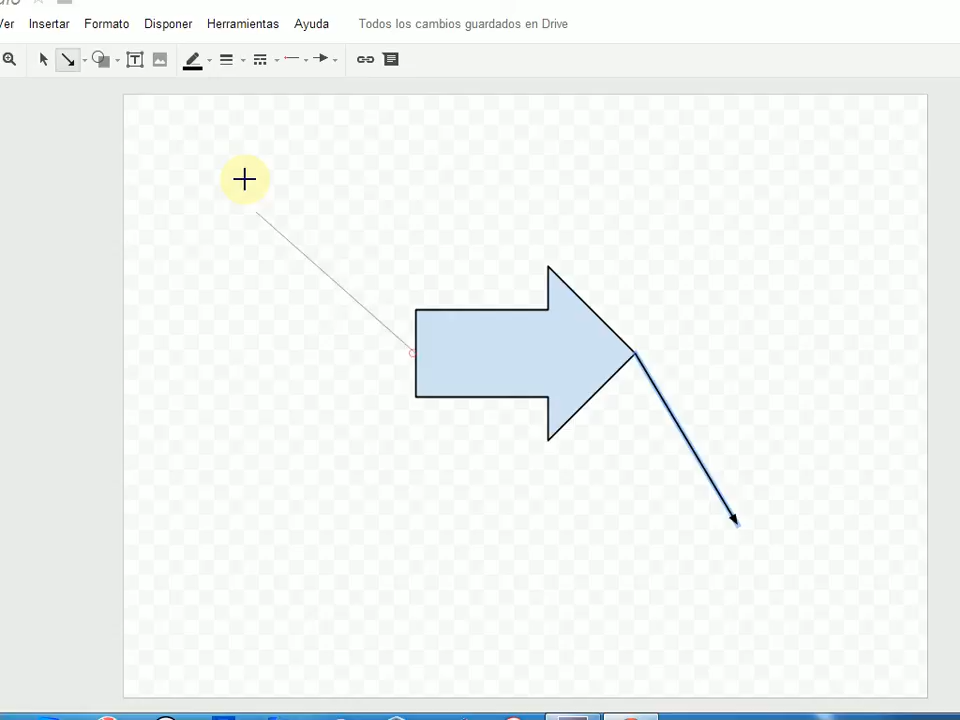 Ver Insertar Formato Disponer Herramientas Ayuda Todos los cambios guardados en Drive
T